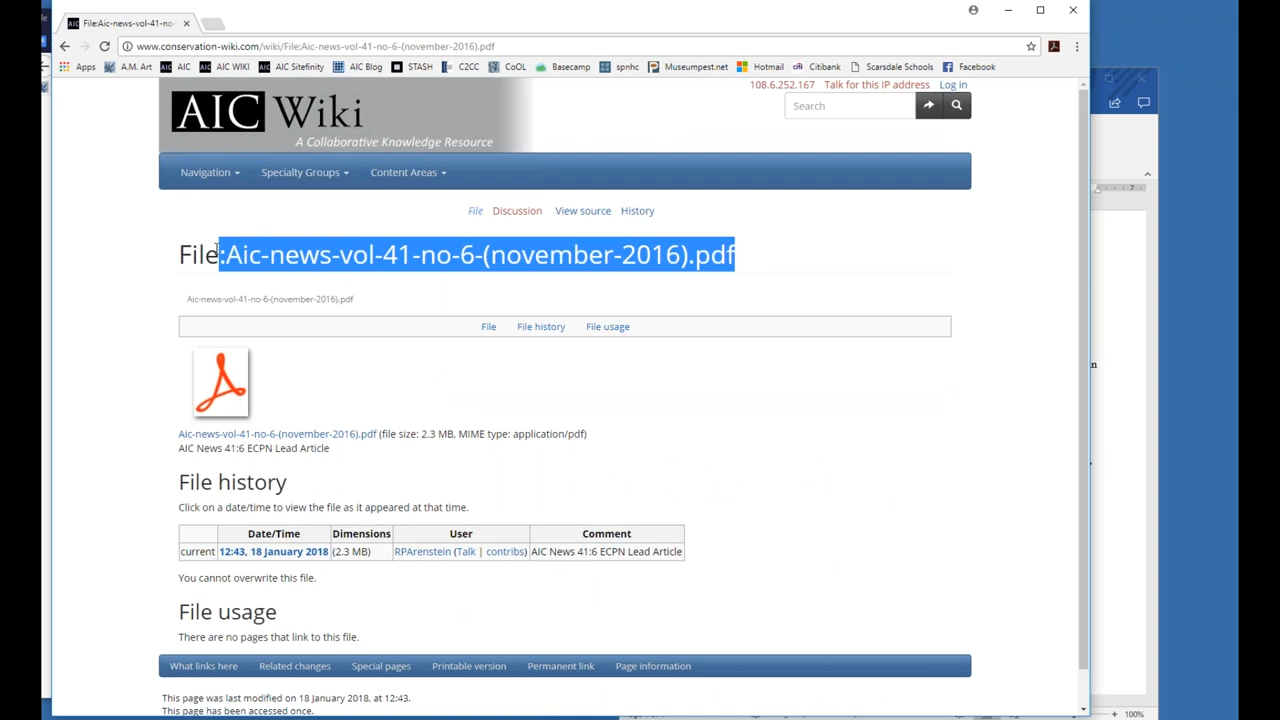 File:Aic-news-vol-41-no-
www.conservation-wiki.com/wiki/File:Aic-news-vol-41-no-6-(november-2016).pdf
Apps A.M. Art AIC AIC WIKI AIC Sitefinity AIC Blog STASH C2CC CoOL Basecamp spnhc Museumpest.net Hotmail Citibank Scarsdale Schools Facebook
108.6.252.167 Talk for this IP address Log in
AIC Wiki
A Collaborative Knowledge Resource
Search
Navigation Specialty Groups Content Areas
File Discussion View source History
File:Aic-news-vol-41-no-6-(november-2016).pdf
Aic-news-vol-41-no-6-(november-2016).pdf
File File history File usage
Aic-news-vol-41-no-6-(november-2016).pdf (file size: 2.3 MB, MIME type: application/pdf)
AIC News 41:6 ECPN Lead Article
File history
Click on a date/time to view the file as it appeared at that time.
Date/Time Dimensions User Comment
current 12:43, 18 January 2018 (2.3 MB) RPArenstein (Talk | contribs) AIC News 41:6 ECPN Lead Article
You cannot overwrite this file.
File usage
There are no pages that link to this file.
What links here Related changes Special pages Printable version Permanent link Page information
This page was last modified on 18 January 2018, at 12:43.
This page has been accessed once.
7
100%